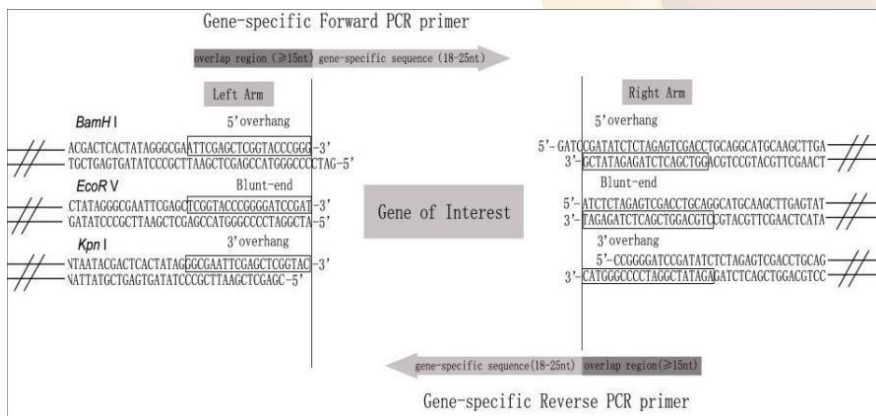 Gene-specific Forward PCR primer
overlap region (≥15nt) gene-specific sequence (18-25nt)
Left Arm
Right Arm
BamH I 5'overhang
ACGACTCACTATAGGGCGAATTCGAGCTCGGTACCCGGG-3'
TGCTGAGTGATATCCCGCTTAAGCTCGAGCCATGGGCCCCTAG-5'
5'overhang
5'-GATCCGATATCTCTAGAGTCGACCTGCAGGCATGCAAGCTTGA
3'-GCTATAGAGATCTCAGCTGGACGTCCGTACGTTCGAACT
EcoR V Blunt-end
CTATAGGGCGAATTCGAGCTCGGTACCCGGGGATCCGAT-3'
GATATCCCGCTTAAGCTCGAGCCATGGGCCCCTAGGCTA-5'
Gene of Interest
Blunt-end
5'-ATCTCTAGAGTCGACCTGCAGGCATGCAAGCTTGAGTAT
3'-TAGAGATCTCAGCTGGACGTCCGTACGTTCGAACTCATA
Kpn I 3'overhang
NTAATACGACTCACTATAGGGCGAATTCGAGCTCGGTAC-3'
NATTATGCTGAGTGATATCCCGCTTAAGCTCGAGC-5'
3'overhang
5'-CCGGGGATCCGATATCTCTAGAGTCGACCTGCAG
3'-CATGGGCCCCTAGGCTATAGAGATCTCAGCTGGACGTCC
gene-specific sequence(18-25nt) overlap region(≥15nt)
Gene-specific Reverse PCR primer